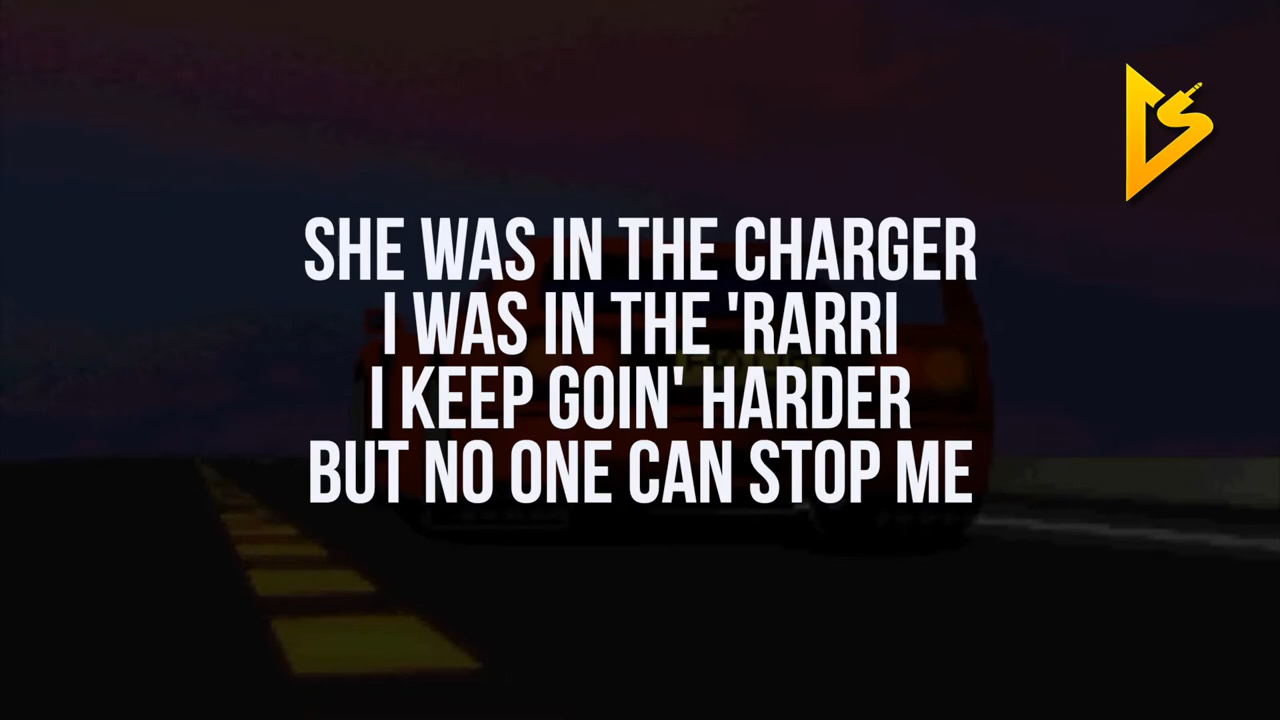 SHE WAS IN THE CHARGER
I WAS IN THE 'RARRI
I KEEP GOIN' HARDER
BUT NO ONE CAN STOP ME